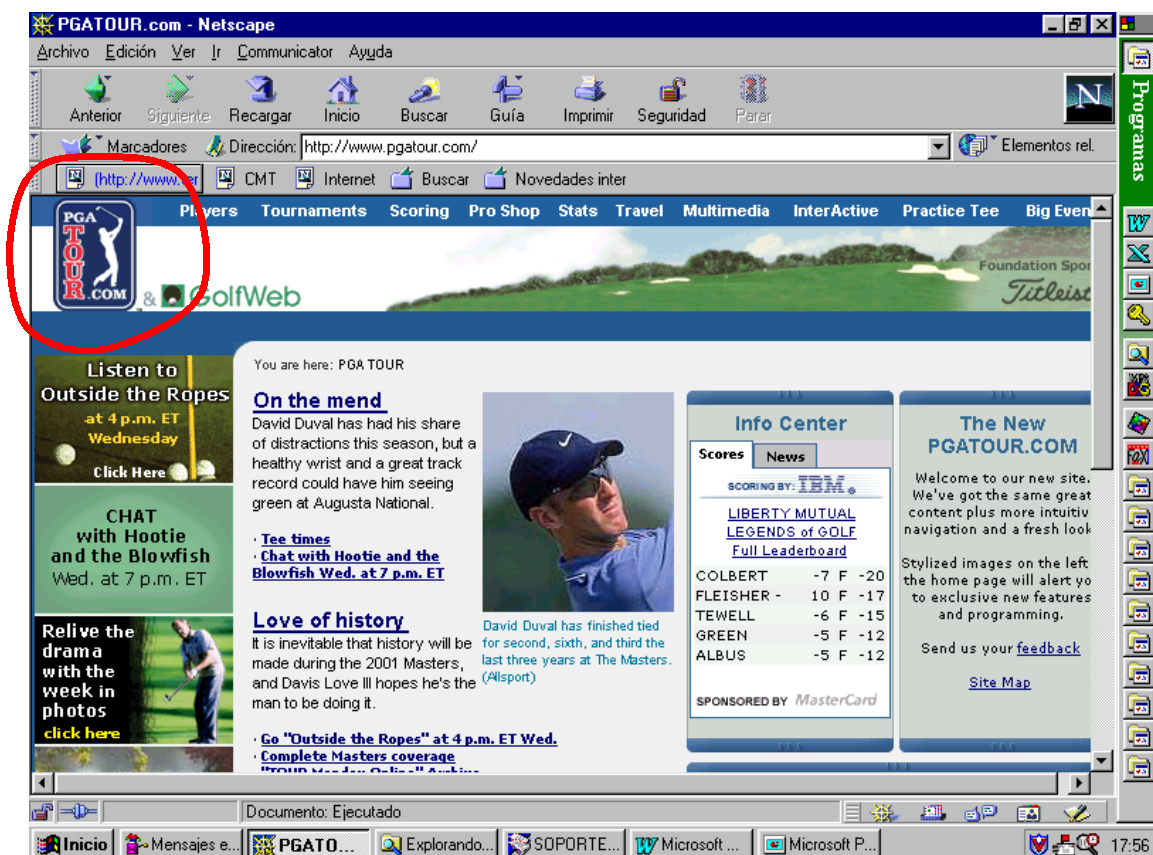 PGATOUR.com - Netscape
Archivo Edición Ver Ir Communicator Ayuda
Anterior Siguiente Recargar Inicio Buscar Guía Imprimir Seguridad Parar
N
Programas
Marcadores Dirección: http://www.pgatour.com/ Elementos rel.
(http://www. CMT Internet Buscar Novedades inter
Players Tournaments Scoring Pro Shop Stats Travel Multimedia InterActive Practice Tee Big Even
PGA
TOUR
.COM
& GolfWeb
Foundation Spor
Titleist
You are here: PGA TOUR
Listen to
Outside the Ropes
at 4 p.m. ET
Wednesday
Click Here
CHAT
with Hootie
and the Blowfish
Wed. at 7 p.m. ET
Relive the
drama
with the
week in
photos
click here
On the mend
David Duval has had his share
of distractions this season, but a
healthy wrist and a great track
record could have him seeing
green at Augusta National.
· Tee times
· Chat with Hootie and the
Blowfish Wed. at 7 p.m. ET
Love of history
It is inevitable that history will be
made during the 2001 Masters,
and Davis Love III hopes he's the
man to be doing it.
· Go "Outside the Ropes" at 4 p.m. ET Wed.
· Complete Masters coverage
David Duval has finished tied
for second, sixth, and third the
last three years at The Masters.
(Allsport)
Info Center
Scores News
SCORING BY: IBM
LIBERTY MUTUAL
LEGENDS of GOLF
Full Leaderboard
COLBERT -7 F -20
FLEISHER - 10 F -17
TEWELL -6 F -15
GREEN -5 F -12
ALBUS -5 F -12
SPONSORED BY MasterCard
The New
PGATOUR.COM
Welcome to our new site.
We've got the same great
content plus more intuitiv
navigation and a fresh look
Stylized images on the left
the home page will alert yo
to exclusive new features
and programming.
Send us your feedback
Site Map
Documento: Ejecutado
Inicio Mensajes e... PGATO... Explorando... SOPORTE... Microsoft ... Microsoft P... 17:56